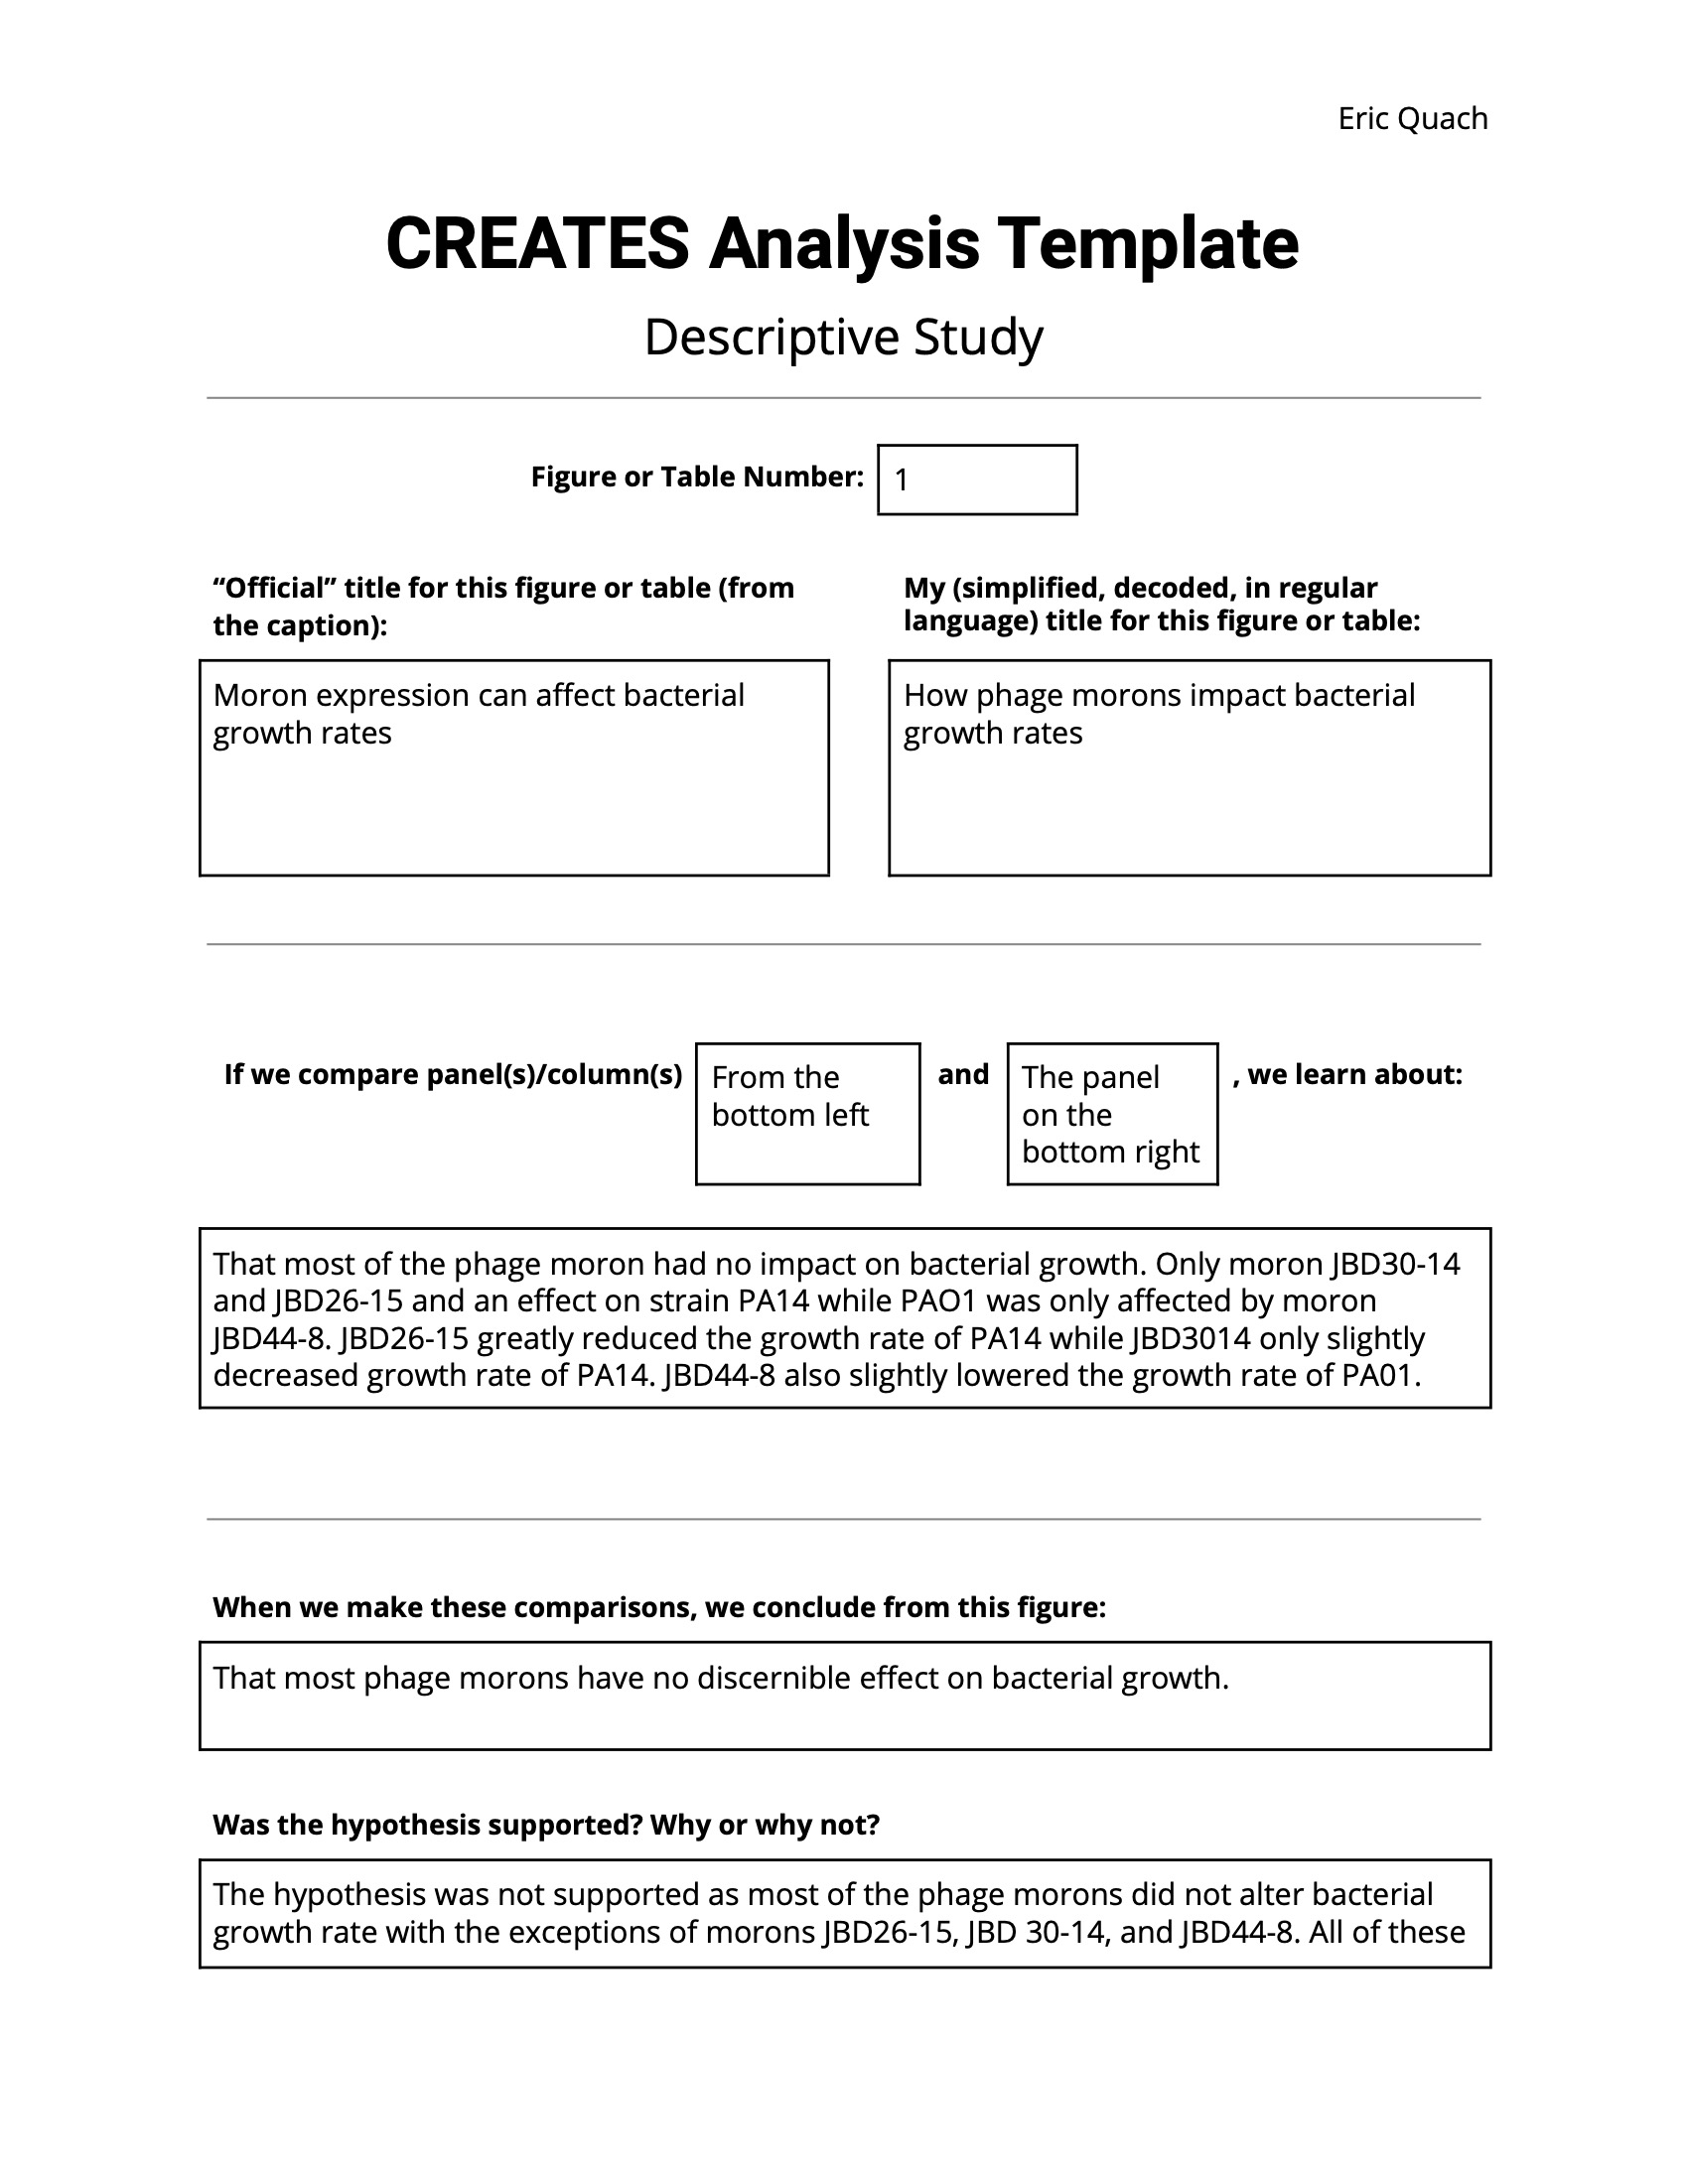 Eric Quach
CREATES Analysis Template
Descriptive Study
Figure or Table Number:
1
“Official” title for this figure or table (from
the caption):
Moron expression can affect bacterial
growth rates
My (simplified, decoded, in regular
language) title for this figure or table:
How phage morons impact bacterial
growth rates
If we compare panel(s)/column(s)
From the
bottom left
and
The panel
on the
bottom right
, we learn about:
That most of the phage moron had no impact on bacterial growth. Only moron JBD30-14
and JBD26-15 and an effect on strain PA14 while PAO1 was only affected by moron
JBD44-8. JBD26-15 greatly reduced the growth rate of PA14 while JBD3014 only slightly
decreased growth rate of PA14. JBD44-8 also slightly lowered the growth rate of PA01.
When we make these comparisons, we conclude from this figure:
That most phage morons have no discernible effect on bacterial growth.
Was the hypothesis supported? Why or why not?
The hypothesis was not supported as most of the phage morons did not alter bacterial
growth rate with the exceptions of morons JBD26-15, JBD 30-14, and JBD44-8. All of these